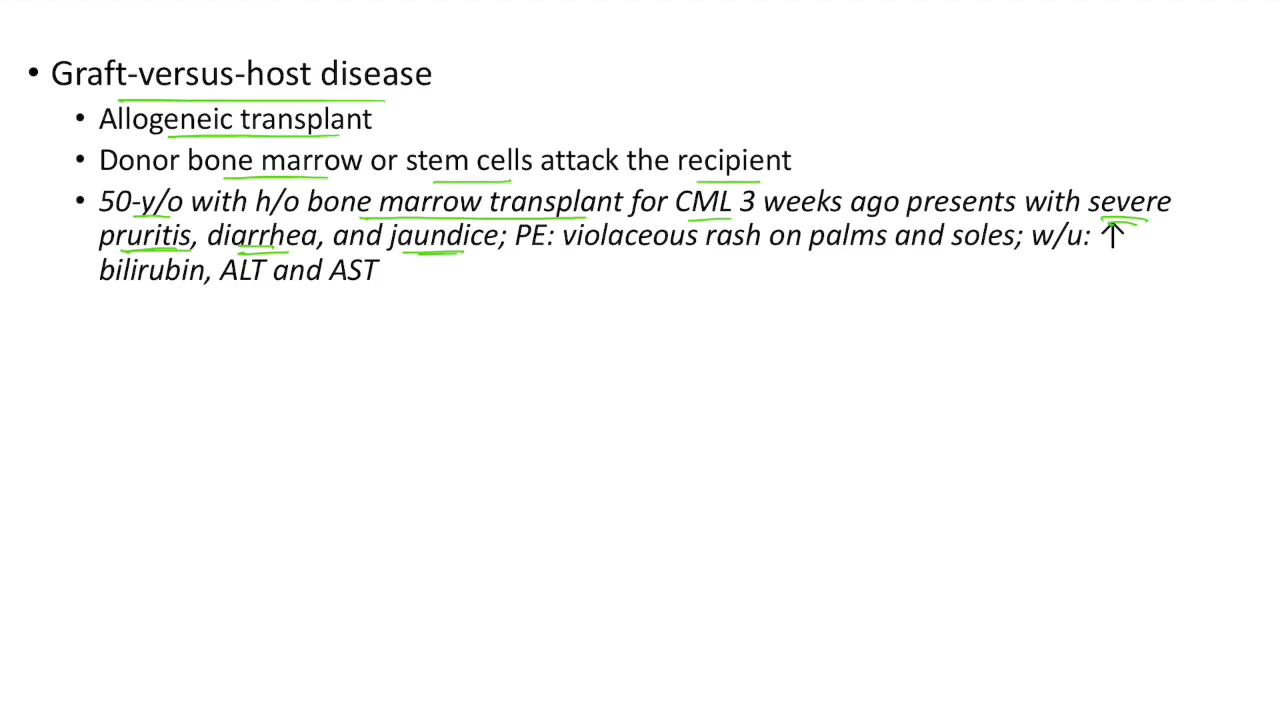 • Graft-versus-host disease
• Allogeneic transplant
• Donor bone marrow or stem cells attack the recipient
• 50-y/o with h/o bone marrow transplant for CML 3 weeks ago presents with severe
pruritis, diarrhea, and jaundice; PE: violaceous rash on palms and soles; w/u: ↑
bilirubin, ALT and AST